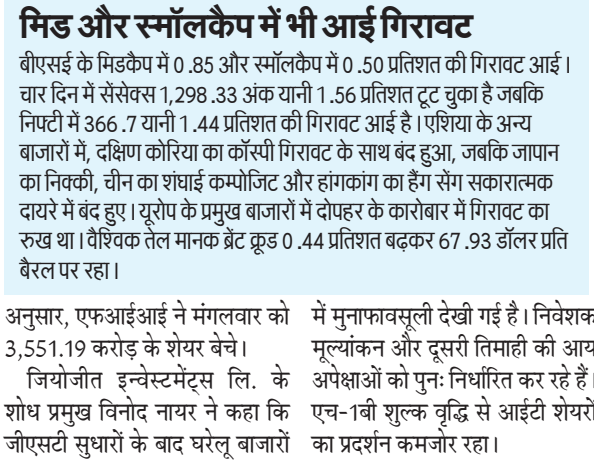 मिड और स्मॉलकैप में भी आई गिरावट
बीएसई के मिडकैप में 0.85 और स्मॉलकैप में 0.50 प्रतिशत की गिरावट आई।
चार दिन में सेंसेक्स 1,298.33 अंक यानी 1.56 प्रतिशत टूट चुका है जबकि
निफ्टी में 366.7 यानी 1.44 प्रतिशत की गिरावट आई है। एशिया के अन्य
बाजारों में, दक्षिण कोरिया का कॉस्पी गिरावट के साथ बंद हुआ, जबकि जापान
का निक्की, चीन का शंघाई कम्पोजिट और हांगकांग का हैंग सेंग सकारात्मक
दायरे में बंद हुए। यूरोप के प्रमुख बाजारों में दोपहर के कारोबार में गिरावट का
रुख था। वैश्विक तेल मानक ब्रेंट क्रूड 0.44 प्रतिशत बढ़कर 67.93 डॉलर प्रति
बैरल पर रहा।
अनुसार, एफआईआई ने मंगलवार को
3,551.19 करोड़ के शेयर बेचे।
जियोजीत इन्वेस्टमेंट्स लि. के
शोध प्रमुख विनोद नायर ने कहा कि
जीएसटी सुधारों के बाद घरेलू बाजारों
में मुनाफावसूली देखी गई है। निवेशक
मूल्यांकन और दूसरी तिमाही की आय
अपेक्षाओं को पुनः निर्धारित कर रहे हैं।
एच-1बी शुल्क वृद्धि से आईटी शेयरों
का प्रदर्शन कमजोर रहा।